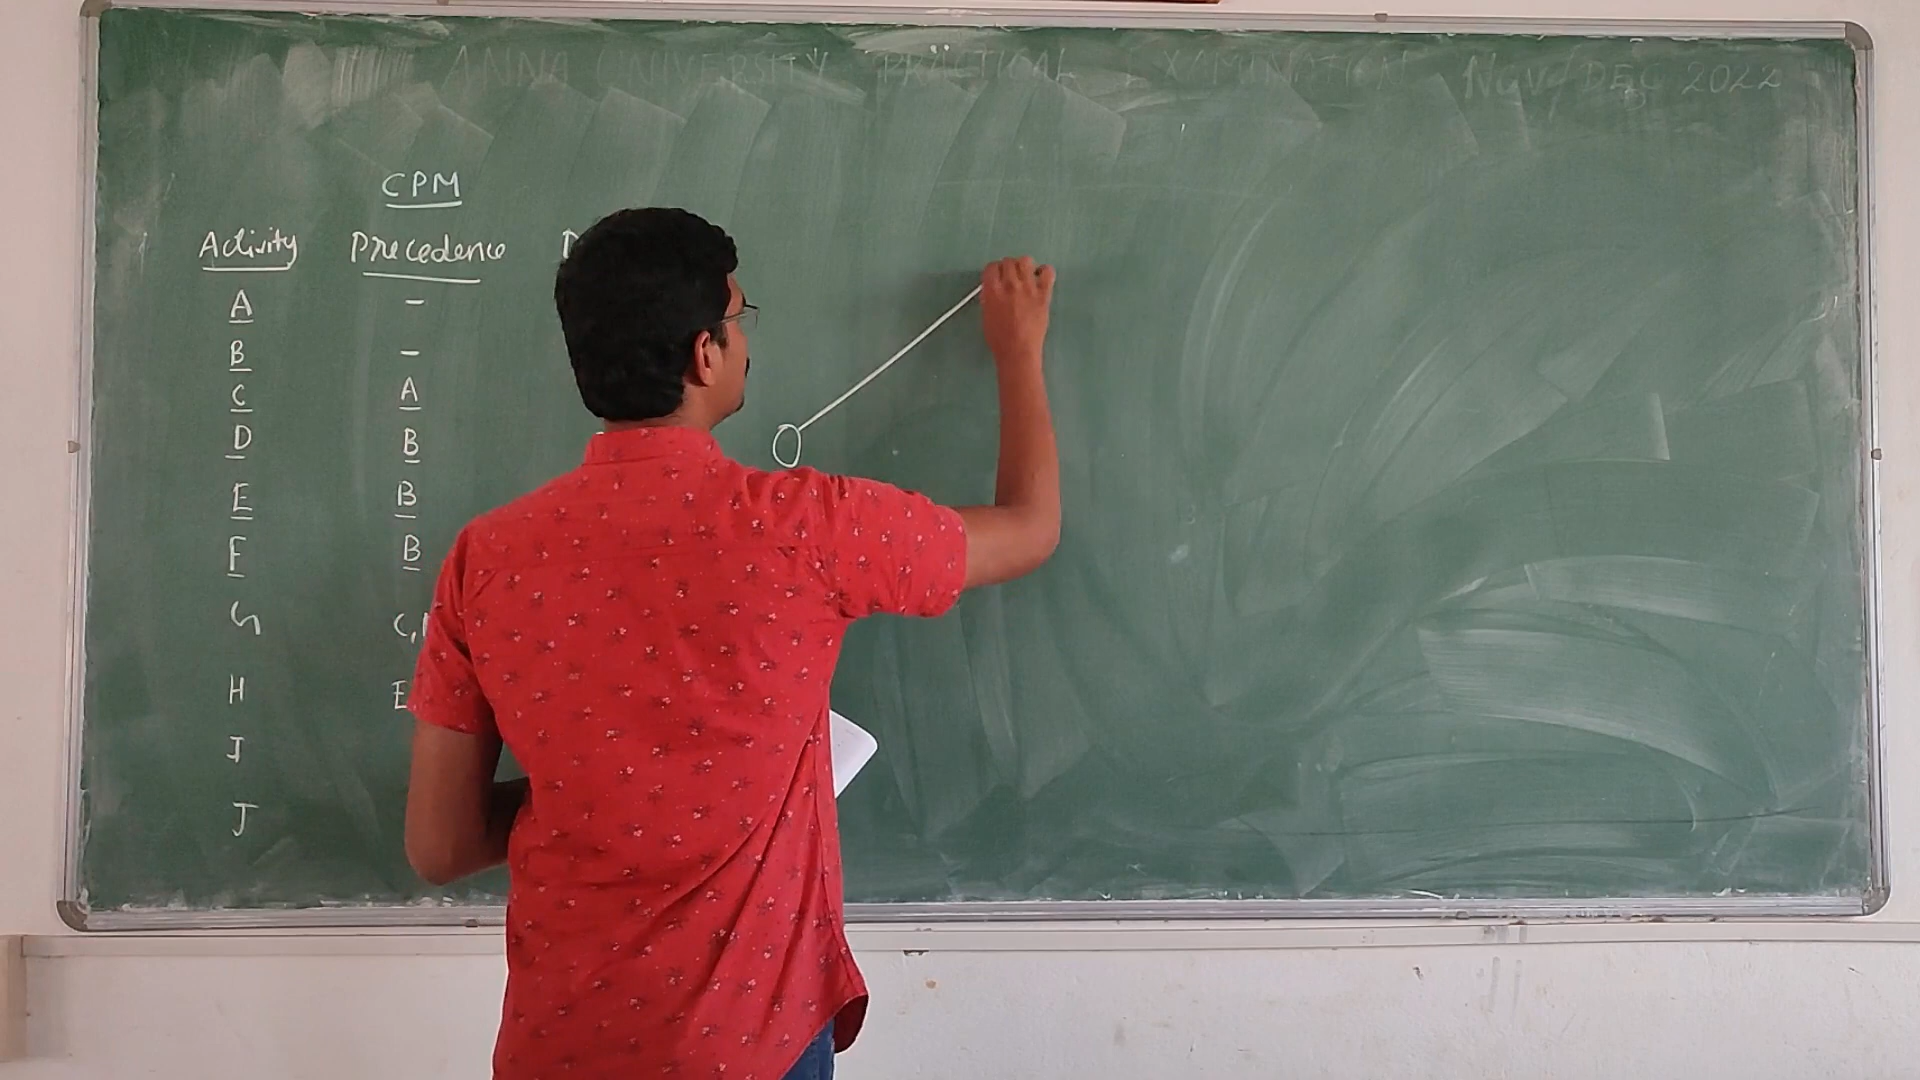 ANNA UNIVERSITY PRACTICAL EXAMINATION NOV/DEC 2022
CPM
Activity Precedence D
A -
B -
C A
D B
E B
F B
G C,
H E
I
J